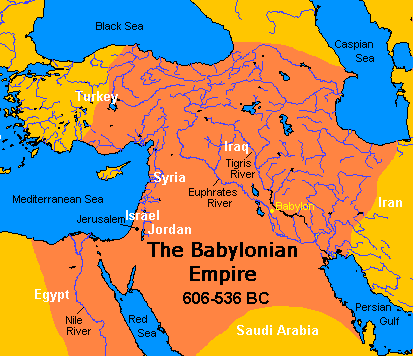 Black Sea
Caspian
Sea
Turkey
Iraq
Tigris
River
Syria
Euphrates
River
Mediterranean Sea
Babylon
Iran
Israel
Jerusalem
Jordan
The Babylonian
Empire
606-536 BC
Egypt
Nile
River
Red
Sea
Persian
Gulf
Saudi Arabia